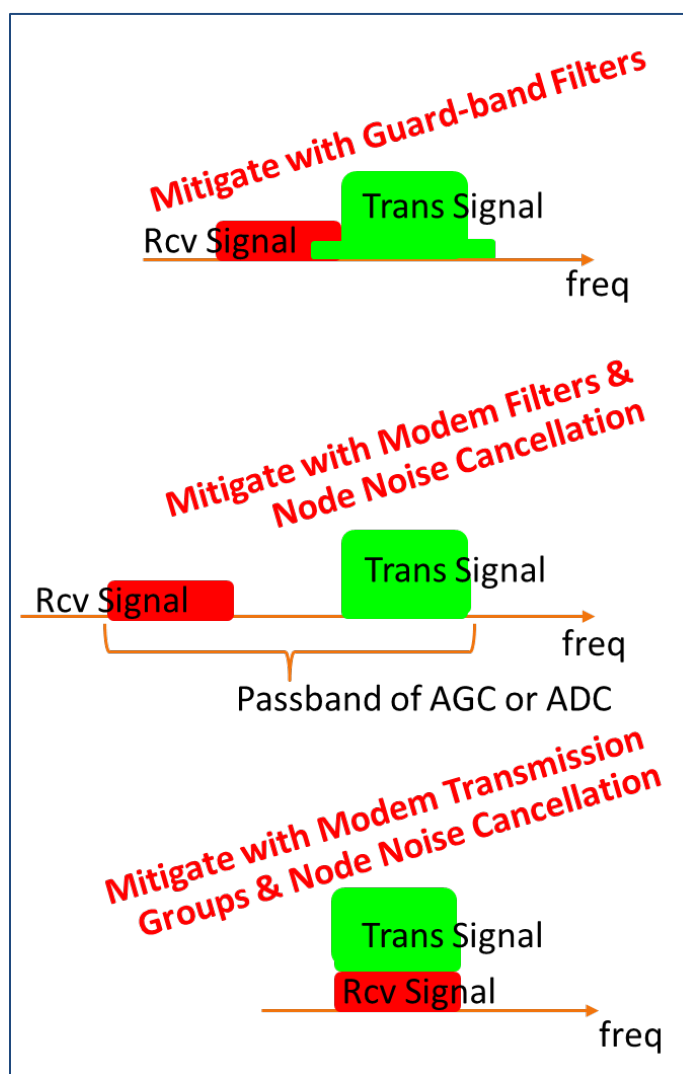 Mitigate with Guard-band Filters
Trans Signal
Rcv Signal
freq
Mitigate with Modem Filters &
Node Noise Cancellation
Trans Signal
Rcv Signal
freq
Passband of AGC or ADC
Mitigate with Modem Transmission
Groups & Node Noise Cancellation
Trans Signal
Rcv Signal
freq